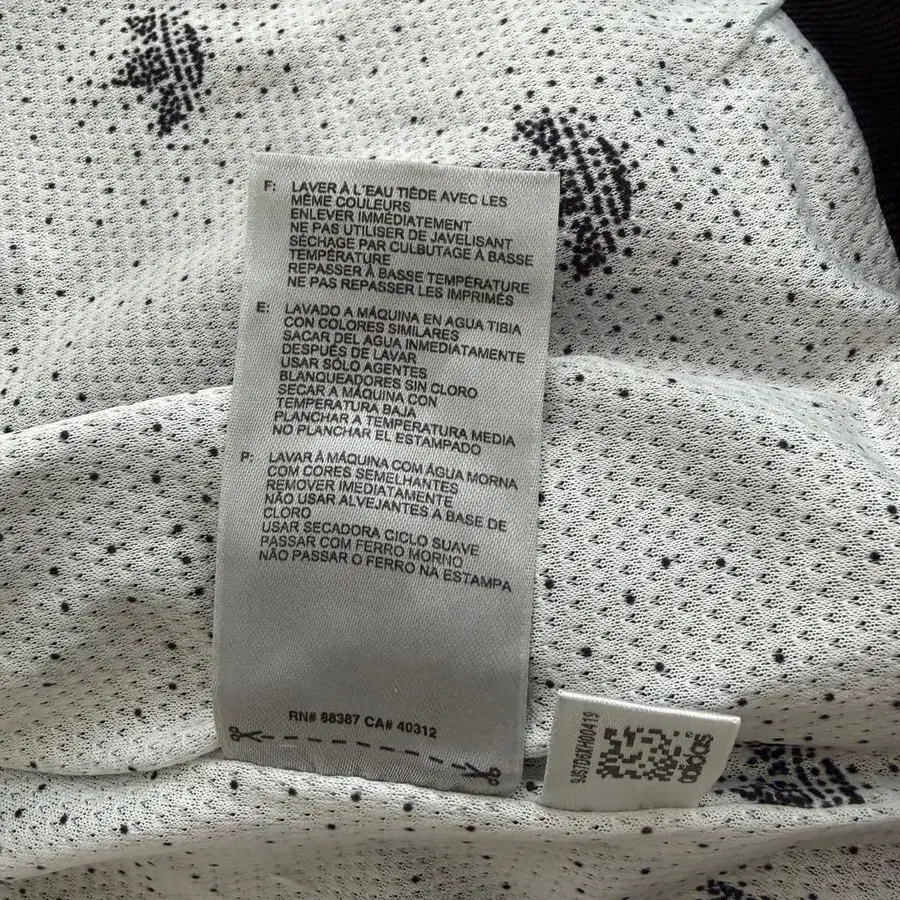 F: LAVER À L'EAU TIÈDE AVEC LES
MÊME COULEURS
ENLEVER IMMÉDIATEMENT
NE PAS UTILISER DE JAVELISANT
SÉCHAGE PAR CULBUTAGE À BASSE
TEMPÉRATURE
REPASSER À BASSE TEMPÉRATURE
NE PAS REPASSER LES IMPRIMÉS
E: LAVADO A MÁQUINA EN AGUA TIBIA
CON COLORES SIMILARES
SACAR DEL AGUA INMEDIATAMENTE
DESPUÉS DE LAVAR
USAR SÓLO AGENTES
BLANQUEADORES SIN CLORO
SECAR A MÁQUINA CON
TEMPERATURA BAJA
PLANCHAR A TEMPERATURA MEDIA
NO PLANCHAR EL ESTAMPADO
P: LAVAR À MÁQUINA COM ÁGUA MORNA
COM CORES SEMELHANTES
REMOVER IMEDIATAMENTE
NÃO USAR ALVEJANTES A BASE DE
CLORO
USAR SECADORA CICLO SUAVE
PASSAR COM FERRO MORNO
NÃO PASSAR O FERRO NA ESTAMPA
RN# 88387 CA# 40312
adidas